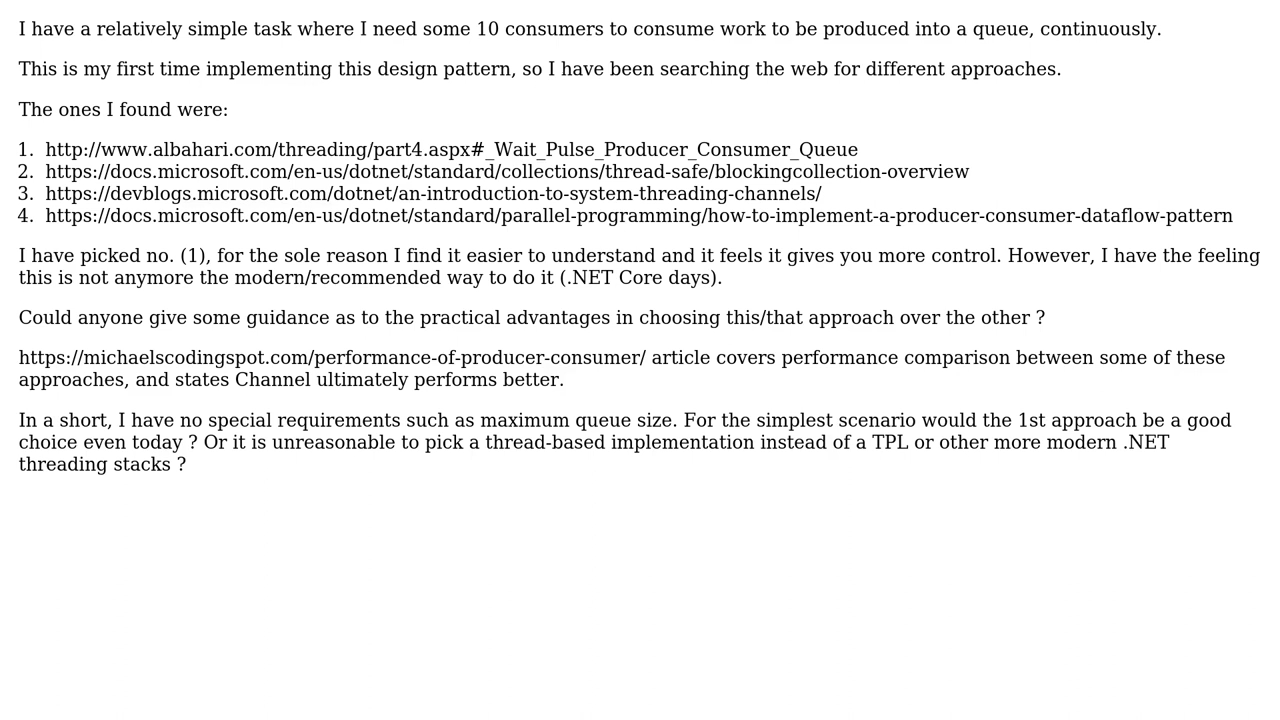 I have a relatively simple task where I need some 10 consumers to consume work to be produced into a queue, continuously.
This is my first time implementing this design pattern, so I have been searching the web for different approaches.
The ones I found were:
1. http://www.albahari.com/threading/part4.aspx#_Wait_Pulse_Producer_Consumer_Queue
2. https://docs.microsoft.com/en-us/dotnet/standard/collections/thread-safe/blockingcollection-overview
3. https://devblogs.microsoft.com/dotnet/an-introduction-to-system-threading-channels/
4. https://docs.microsoft.com/en-us/dotnet/standard/parallel-programming/how-to-implement-a-producer-consumer-dataflow-pattern
I have picked no. (1), for the sole reason I find it easier to understand and it feels it gives you more control. However, I have the feeling
this is not anymore the modern/recommended way to do it (.NET Core days).
Could anyone give some guidance as to the practical advantages in choosing this/that approach over the other ?
https://michaelscodingspot.com/performance-of-producer-consumer/ article covers performance comparison between some of these
approaches, and states Channel ultimately performs better.
In a short, I have no special requirements such as maximum queue size. For the simplest scenario would the 1st approach be a good
choice even today ? Or it is unreasonable to pick a thread-based implementation instead of a TPL or other more modern .NET
threading stacks ?